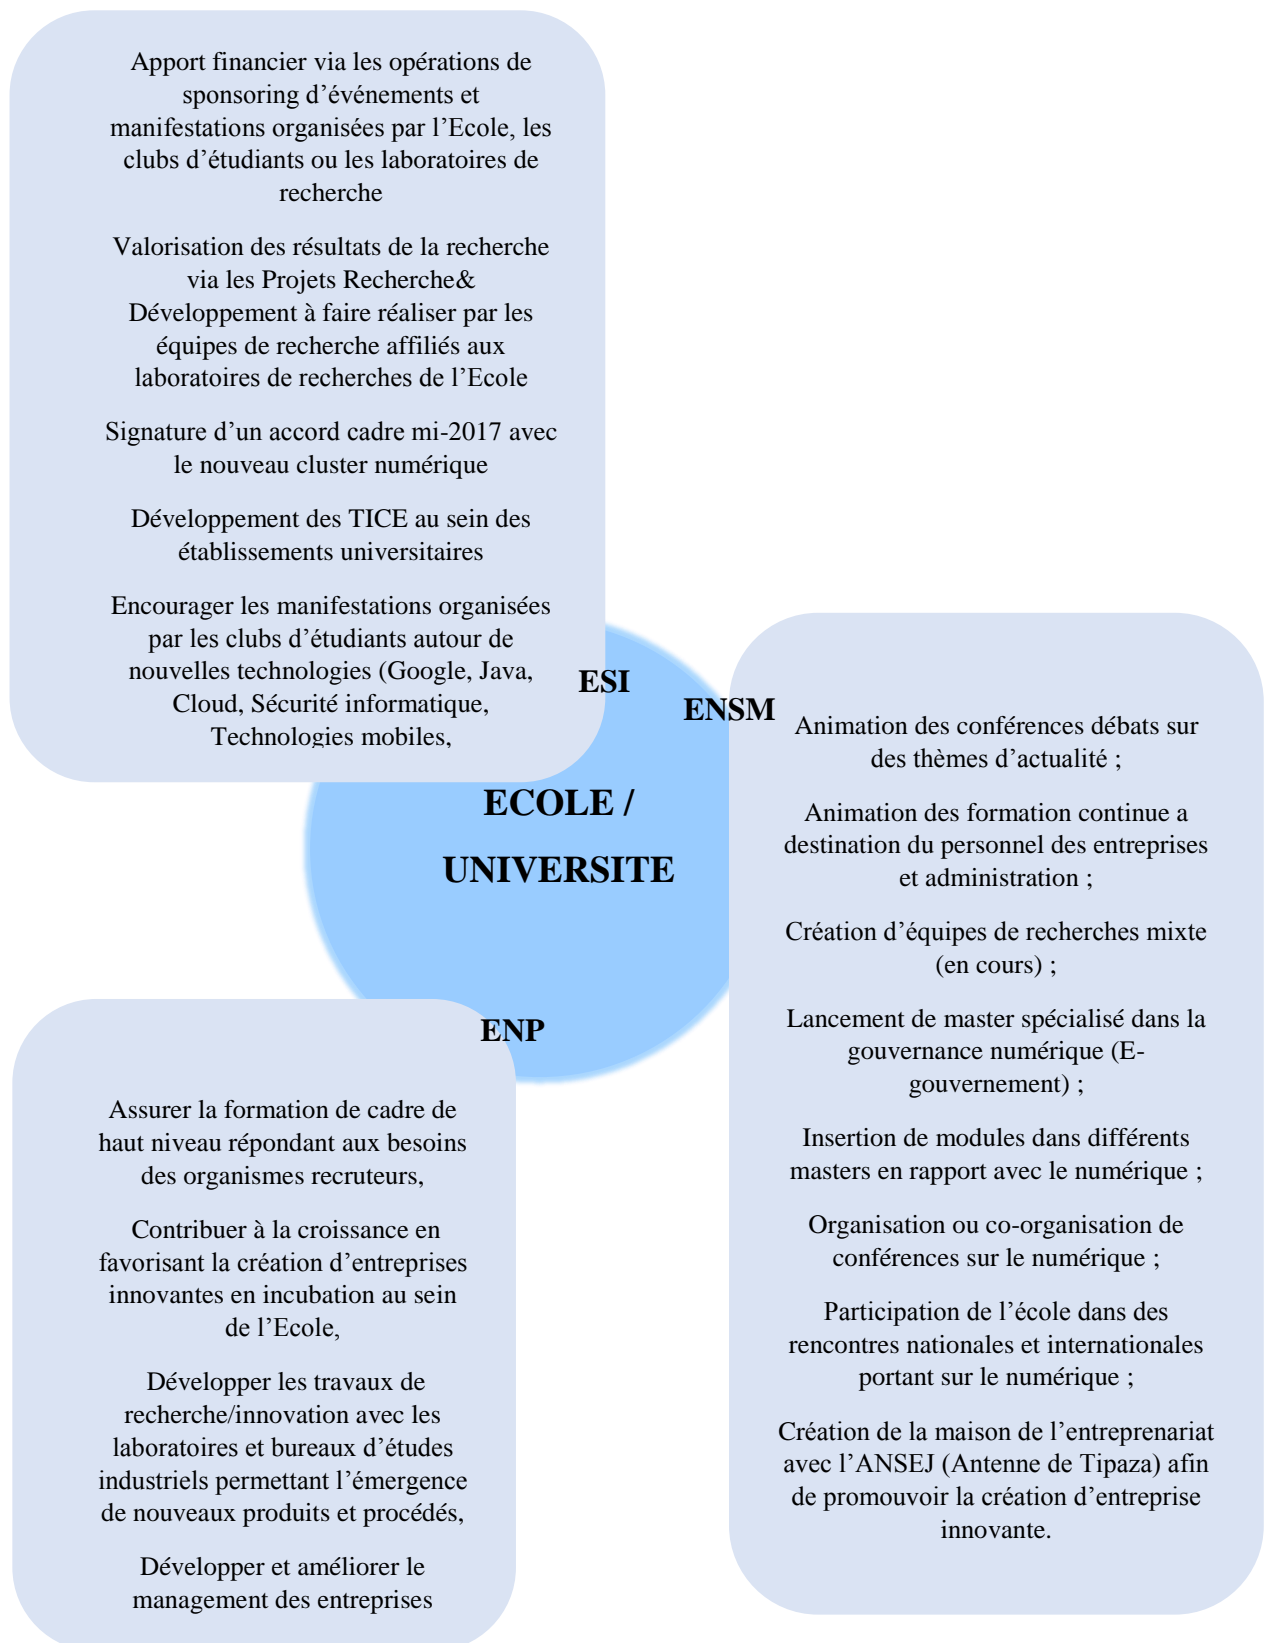 Apport financier via les opérations de
sponsoring d’événements et
manifestations organisées par l’Ecole, les
clubs d’étudiants ou les laboratoires de
recherche
Valorisation des résultats de la recherche
via les Projets Recherche&
Développement à faire réaliser par les
équipes de recherche affiliés aux
laboratoires de recherches de l’Ecole
Signature d’un accord cadre mi-2017 avec
le nouveau cluster numérique
Développement des TICE au sein des
établissements universitaires
Encourager les manifestations organisées
par les clubs d’étudiants autour de
nouvelles technologies (Google, Java,
Cloud, Sécurité informatique,
Technologies mobiles,
ESI
ENSM
ECOLE /
UNIVERSITE
ENP
Animation des conférences débats sur
des thèmes d’actualité ;
Animation des formation continue a
destination du personnel des entreprises
et administration ;
Création d’équipes de recherches mixte
(en cours) ;
Lancement de master spécialisé dans la
gouvernance numérique (E-
gouvernement) ;
Insertion de modules dans différents
masters en rapport avec le numérique ;
Organisation ou co-organisation de
conférences sur le numérique ;
Participation de l’école dans des
rencontres nationales et internationales
portant sur le numérique ;
Création de la maison de l’entreprenariat
avec l’ANSEJ (Antenne de Tipaza) afin
de promouvoir la création d’entreprise
innovante.
Assurer la formation de cadre de
haut niveau répondant aux besoins
des organismes recruteurs,
Contribuer à la croissance en
favorisant la création d’entreprises
innovantes en incubation au sein
de l’Ecole,
Développer les travaux de
recherche/innovation avec les
laboratoires et bureaux d’études
industriels permettant l’émergence
de nouveaux produits et procédés,
Développer et améliorer le
management des entreprises